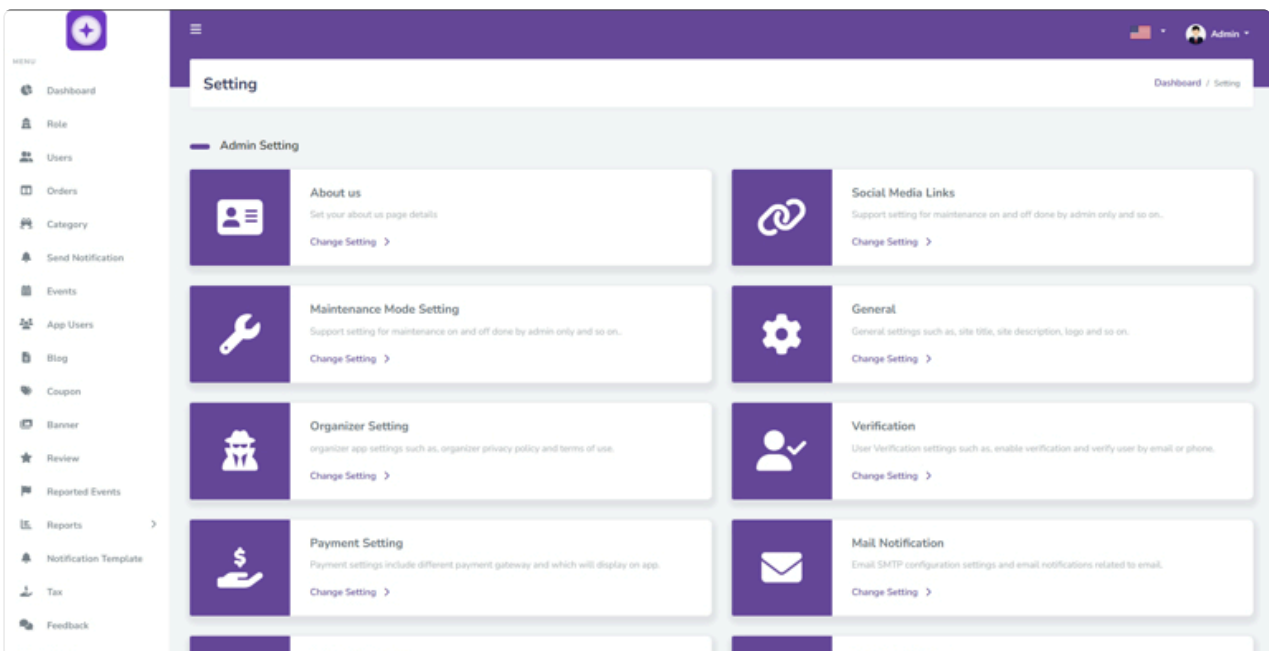 MENU
Dashboard
Role
Users
Orders
Category
Send Notification
Events
App Users
Blog
Coupon
Banner
Review
Reported Events
Reports
Notification Template
Tax
Feedback
Admin
Setting
Dashboard / Setting
Admin Setting
About us
Set your about us page details
Change Setting
Social Media Links
Support setting for maintenance on and off done by admin only and so on..
Change Setting
Maintenance Mode Setting
Support setting for maintenance on and off done by admin only and so on..
Change Setting
General
General settings such as, site title, site description, logo and so on.
Change Setting
Organizer Setting
organizer app settings such as, organizer privacy policy and terms of use.
Change Setting
Verification
User Verification settings such as, enable verification and verify user by email or phone.
Change Setting
Payment Setting
Payment settings include different payment gateway and which will display on app.
Change Setting
Mail Notification
Email SMTP configuration settings and email notifications related to email.
Change Setting